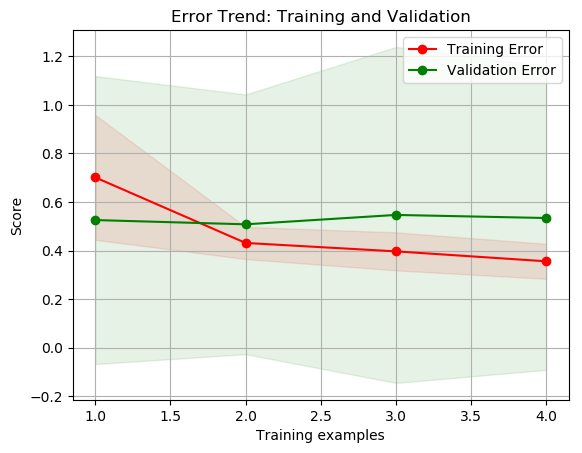 Error Trend: Training and Validation
Training Error
Validation Error
Score
1.2
1.0
0.8
0.6
0.4
0.2
0.0
−0.2
1.0 1.5 2.0 2.5 3.0 3.5 4.0
Training examples